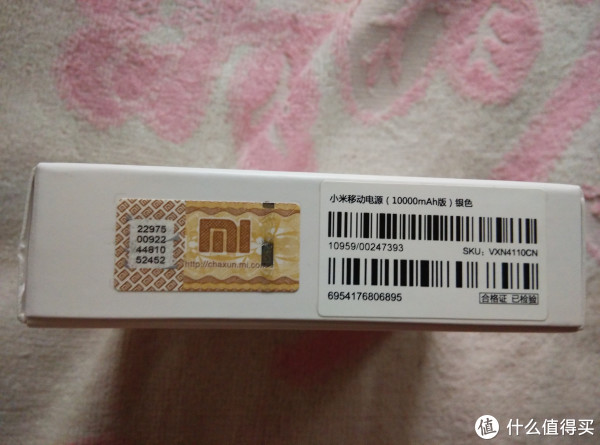 22975
00922
44810
52452
mi
http://chaxun.mi.com
小米移动电源（10000mAh版）银色
10959/00247393
SKU：VXN4110CN
6954176806895
合格证 已检验
值 什么值得买